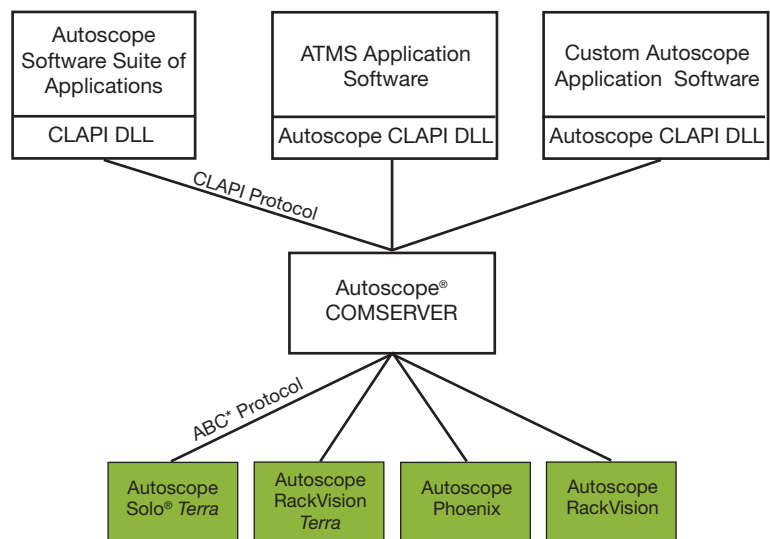 Autoscope
Software Suite of
Applications
CLAPI DLL
ATMS Application
Software
Autoscope CLAPI DLL
Custom Autoscope
Application Software
Autoscope CLAPI DLL
CLAPI Protocol
Autoscope®
COMSERVER
ABC* Protocol
Autoscope
Solo® Terra
Autoscope
RackVision
Terra
Autoscope
Phoenix
Autoscope
RackVision